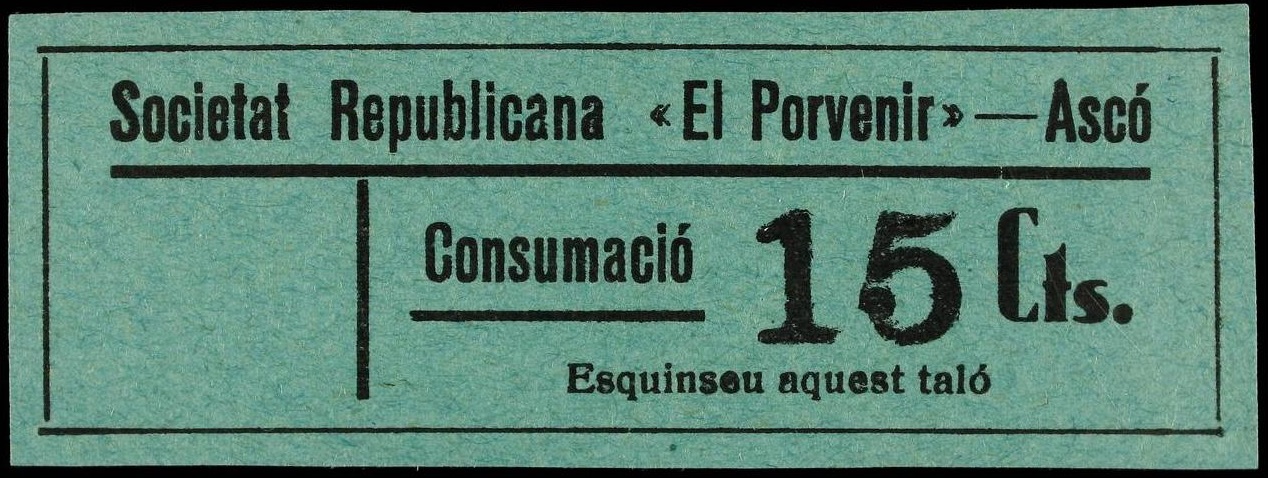 Societat Republicana «El Porvenir»—Ascó
Consumació 15 Cts.
Esquinseu aquest taló